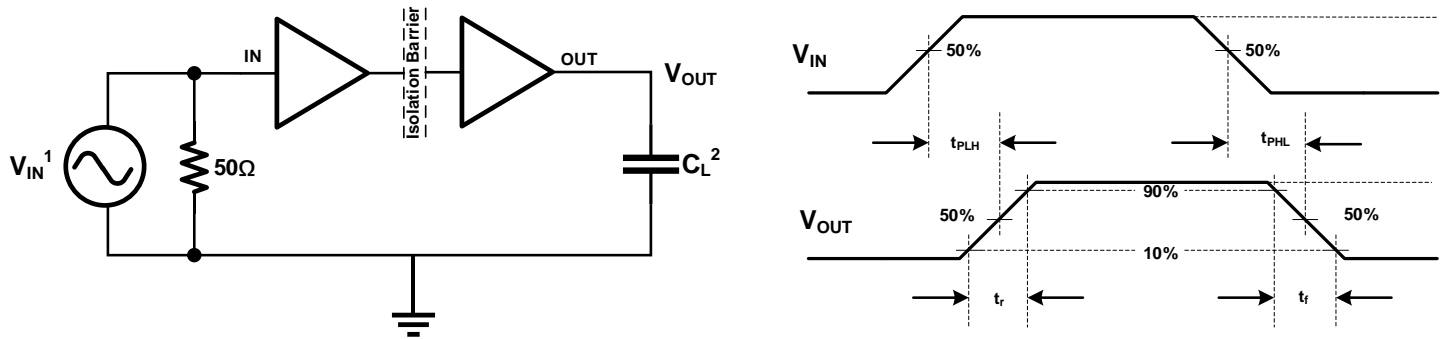 IN
Isolation Barrier
OUT
VOUT
VIN1
50Ω
CL2
VIN
50%
50%
tPLH
tPHL
VOUT
50%
90%
50%
10%
tr
tf